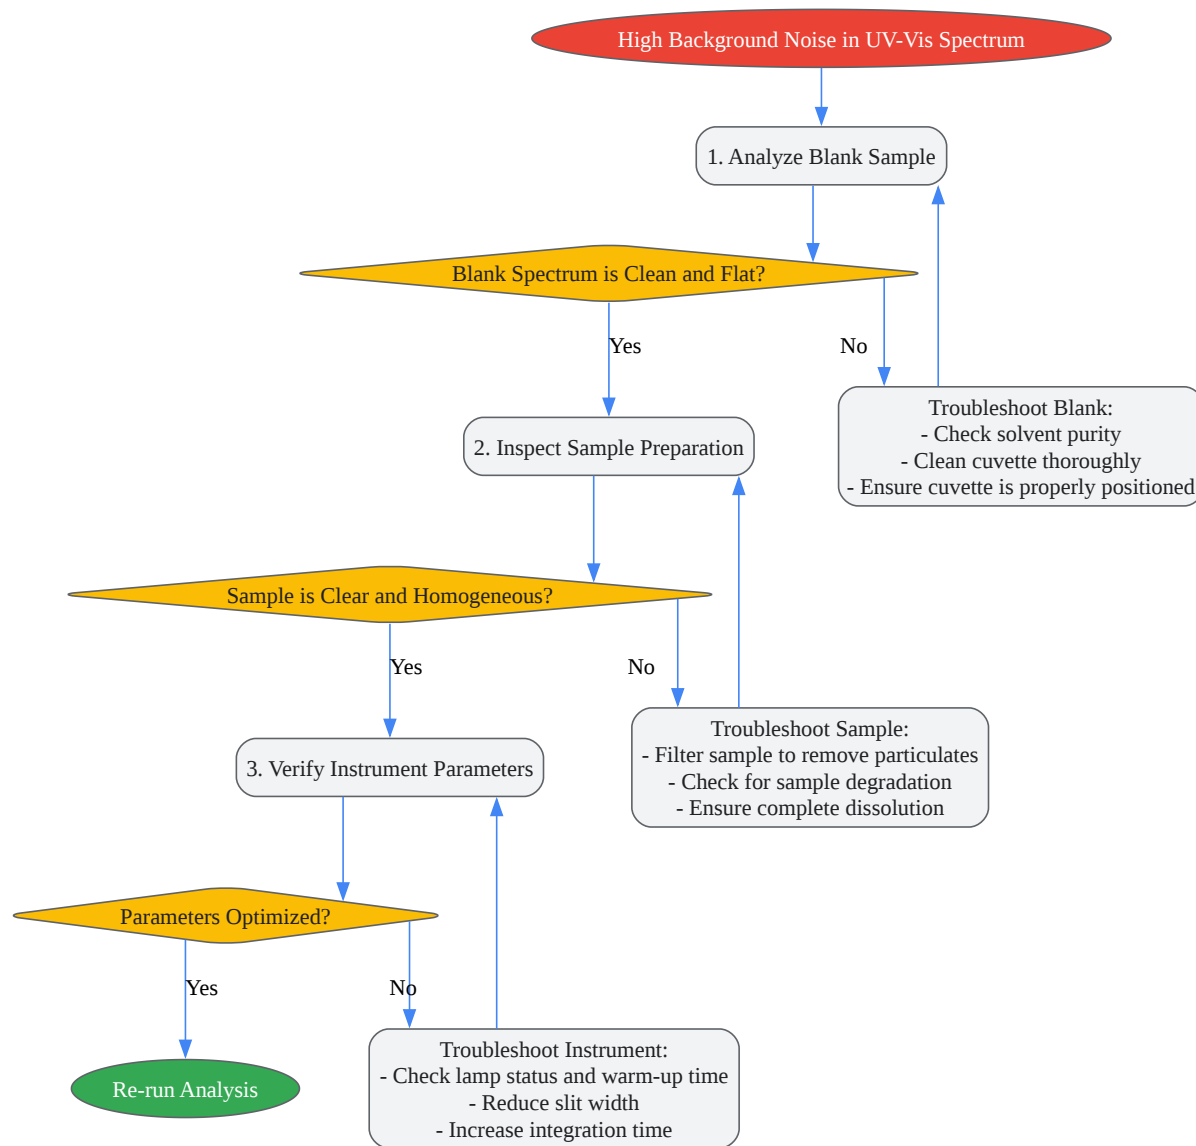 High Background Noise in UV-Vis Spectrum
1. Analyze Blank Sample
Blank Spectrum is Clean and Flat?
Yes
No
Troubleshoot Blank:
- Check solvent purity
- Clean cuvette thoroughly
- Ensure cuvette is properly positioned
2. Inspect Sample Preparation
Sample is Clear and Homogeneous?
Yes
No
Troubleshoot Sample:
- Filter sample to remove particulates
- Check for sample degradation
- Ensure complete dissolution
3. Verify Instrument Parameters
Parameters Optimized?
Yes
No
Troubleshoot Instrument:
- Check lamp status and warm-up time
- Reduce slit width
- Increase integration time
Re-run Analysis